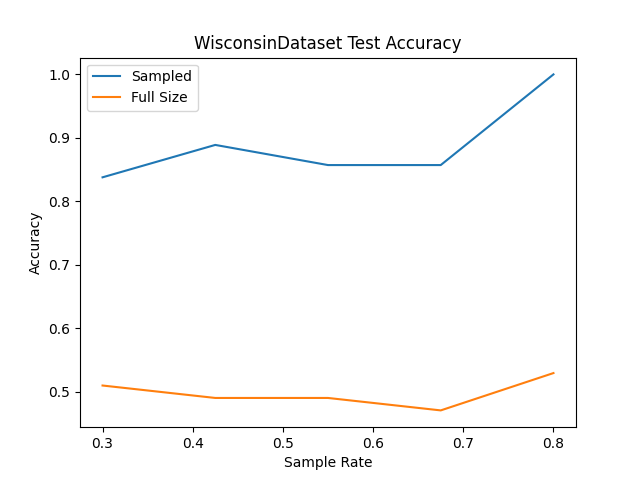 WisconsinDataset Test Accuracy
Sampled
Full Size
1.0
0.9
0.8
0.7
0.6
0.5
Accuracy
0.3 0.4 0.5 0.6 0.7 0.8
Sample Rate